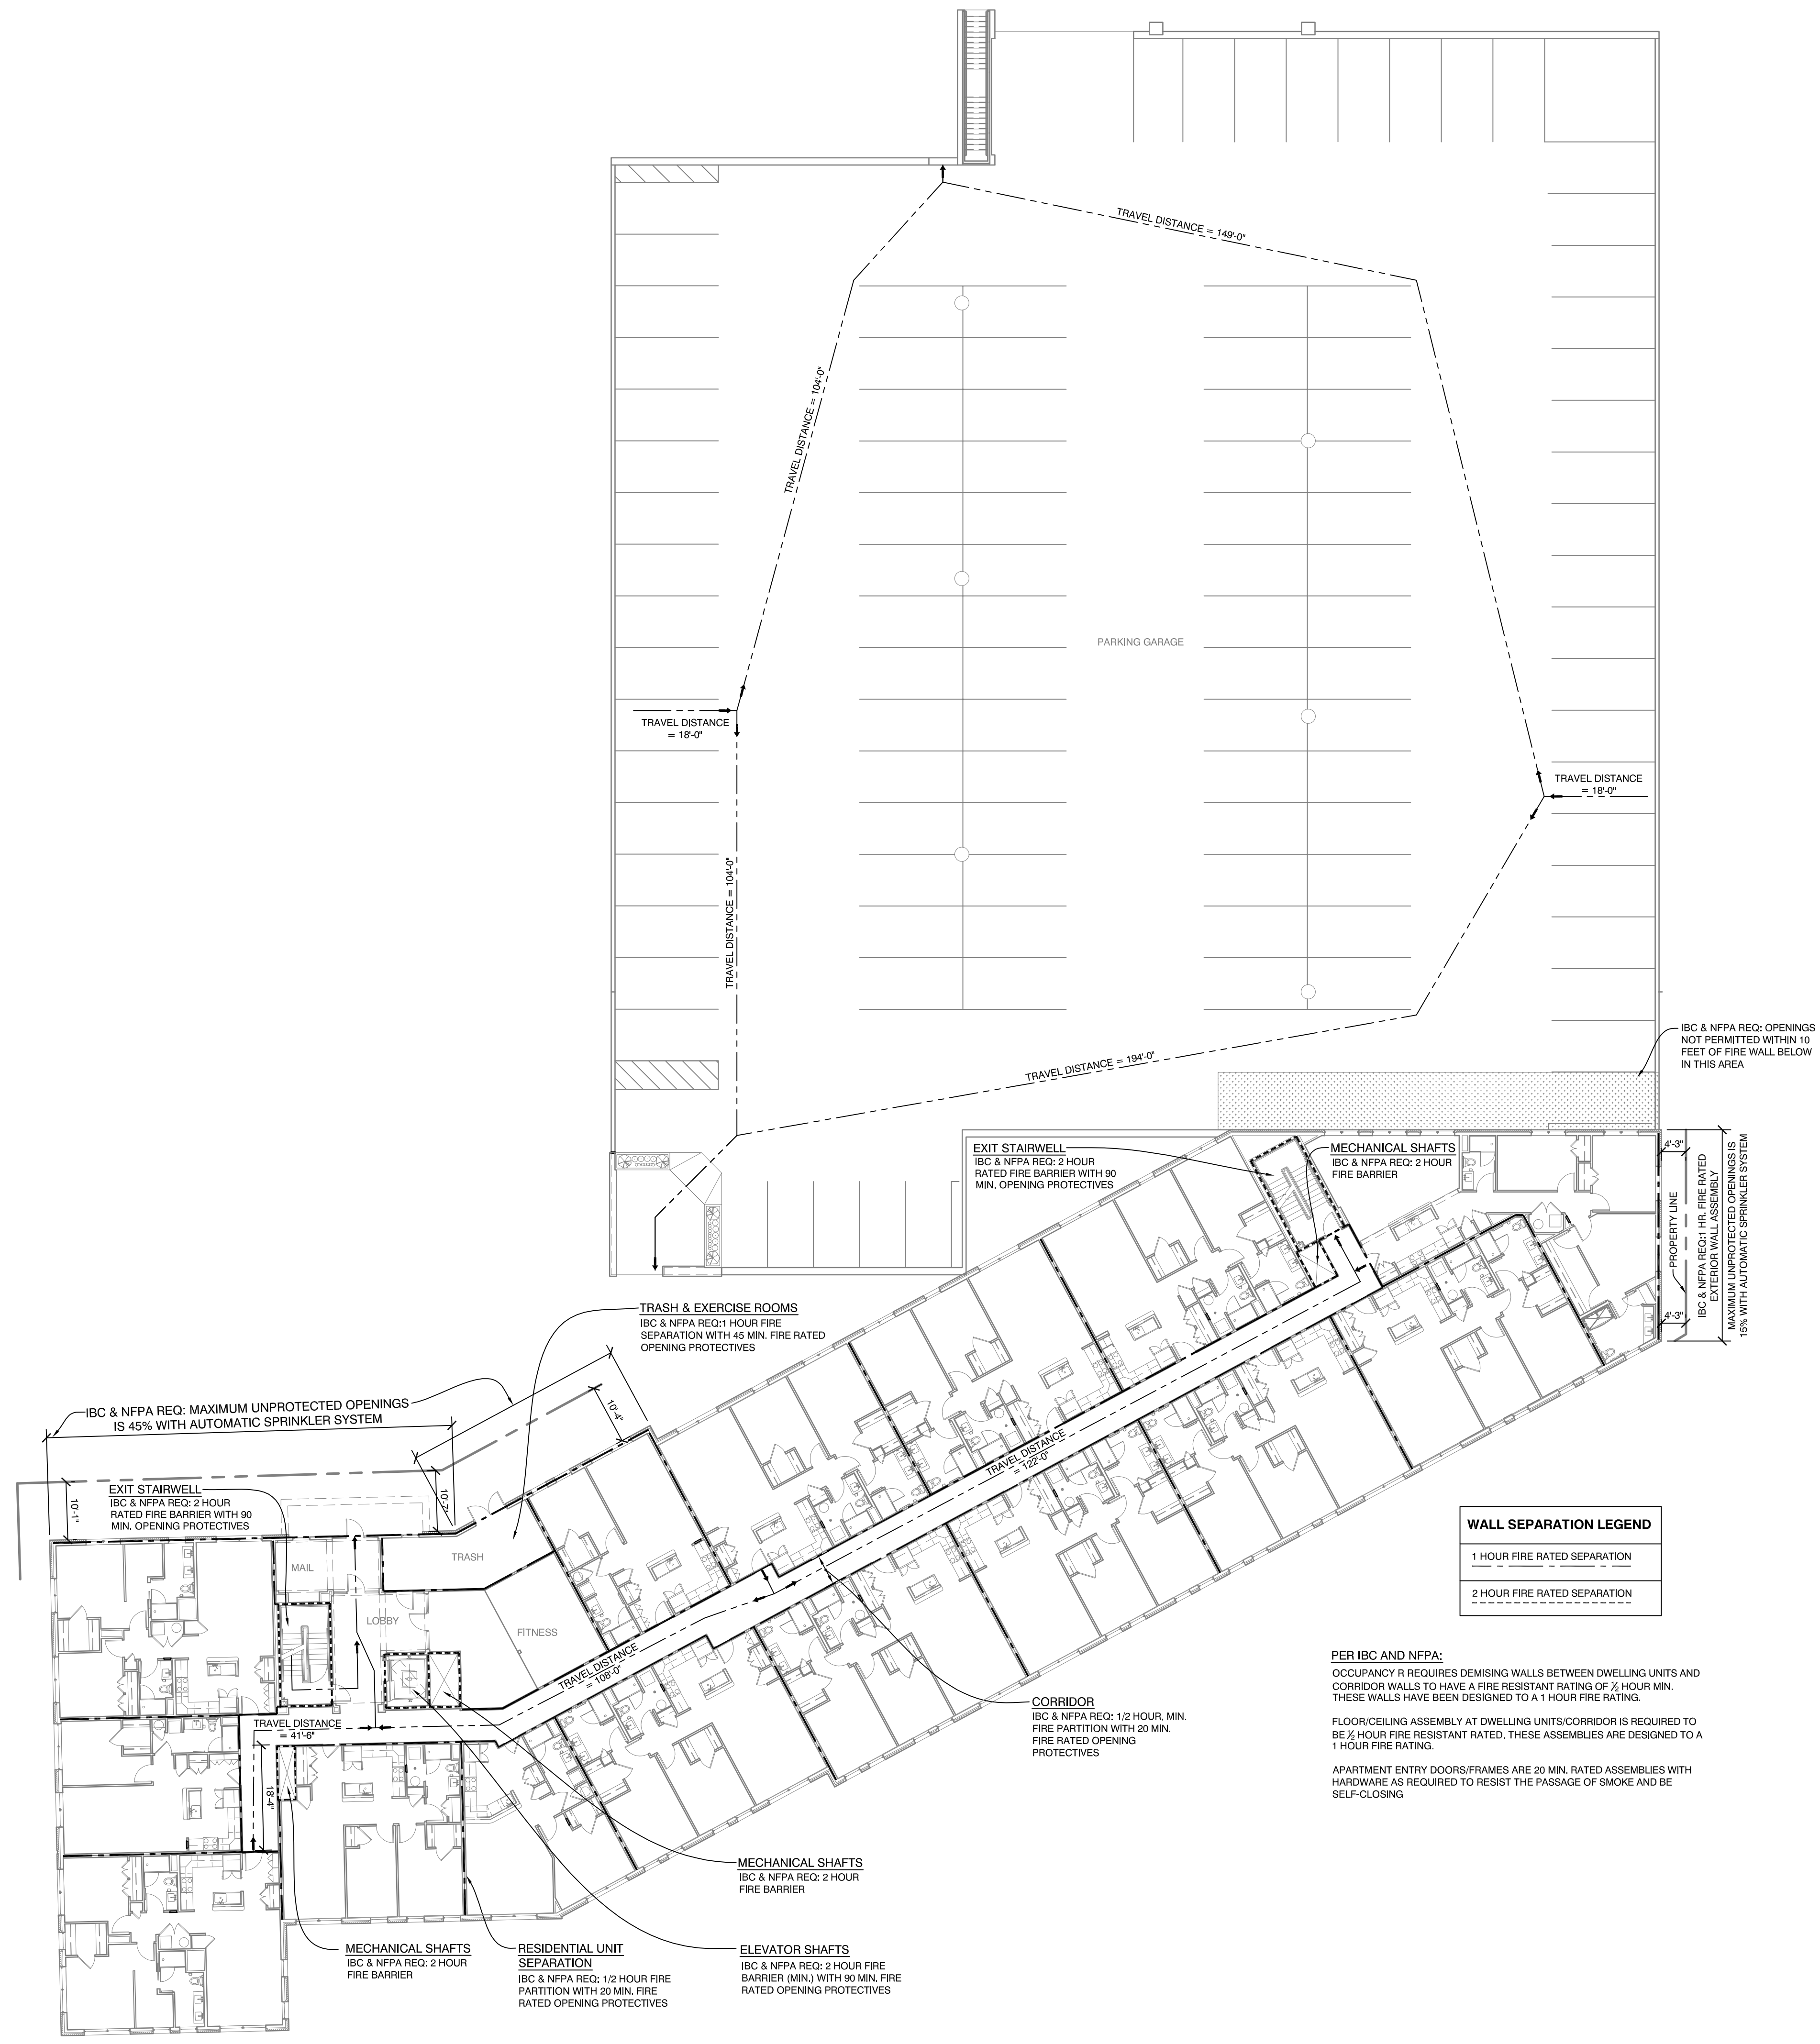 TRAVEL DISTANCE = 149'-0"
TRAVEL DISTANCE = 104'-0"
PARKING GARAGE
TRAVEL DISTANCE
= 18'-0"
TRAVEL DISTANCE
= 18'-0"
TRAVEL DISTANCE = 104'-0"
TRAVEL DISTANCE = 194'-0"
IBC & NFPA REQ: OPENINGS
NOT PERMITTED WITHIN 10
FEET OF FIRE WALL BELOW
IN THIS AREA
EXIT STAIRWELL
IBC & NFPA REQ: 2 HOUR
RATED FIRE BARRIER WITH 90
MIN. OPENING PROTECTIVES
MECHANICAL SHAFTS
IBC & NFPA REQ: 2 HOUR
FIRE BARRIER
4'-3"
PROPERTY LINE
4'-3"
IBC & NFPA REQ:1 HR. FIRE RATED
EXTERIOR WALL ASSEMBLY
MAXIMUM UNPROTECTED OPENINGS IS
15% WITH AUTOMATIC SPRINKLER SYSTEM
TRASH & EXERCISE ROOMS
IBC & NFPA REQ:1 HOUR FIRE
SEPARATION WITH 45 MIN. FIRE RATED
OPENING PROTECTIVES
IBC & NFPA REQ: MAXIMUM UNPROTECTED OPENINGS
IS 45% WITH AUTOMATIC SPRINKLER SYSTEM
10'-4"
10'-1"
10'-7"
EXIT STAIRWELL
IBC & NFPA REQ: 2 HOUR
RATED FIRE BARRIER WITH 90
MIN. OPENING PROTECTIVES
TRAVEL DISTANCE
= 122'-0"
MAIL
TRASH
LOBBY
FITNESS
TRAVEL DISTANCE
= 108'-0"
TRAVEL DISTANCE
= 41'-6"
18'-4"
WALL SEPARATION LEGEND
1 HOUR FIRE RATED SEPARATION
2 HOUR FIRE RATED SEPARATION
PER IBC AND NFPA:
OCCUPANCY R REQUIRES DEMISING WALLS BETWEEN DWELLING UNITS AND
CORRIDOR WALLS TO HAVE A FIRE RESISTANT RATING OF ½ HOUR MIN.
THESE WALLS HAVE BEEN DESIGNED TO A 1 HOUR FIRE RATING.
FLOOR/CEILING ASSEMBLY AT DWELLING UNITS/CORRIDOR IS REQUIRED TO
BE ½ HOUR FIRE RESISTANT RATED. THESE ASSEMBLIES ARE DESIGNED TO A
1 HOUR FIRE RATING.
APARTMENT ENTRY DOORS/FRAMES ARE 20 MIN. RATED ASSEMBLIES WITH
HARDWARE AS REQUIRED TO RESIST THE PASSAGE OF SMOKE AND BE
SELF-CLOSING
CORRIDOR
IBC & NFPA REQ: 1/2 HOUR, MIN.
FIRE PARTITION WITH 20 MIN.
FIRE RATED OPENING
PROTECTIVES
MECHANICAL SHAFTS
IBC & NFPA REQ: 2 HOUR
FIRE BARRIER
MECHANICAL SHAFTS
IBC & NFPA REQ: 2 HOUR
FIRE BARRIER
RESIDENTIAL UNIT
SEPARATION
IBC & NFPA REQ: 1/2 HOUR FIRE
PARTITION WITH 20 MIN. FIRE
RATED OPENING PROTECTIVES
ELEVATOR SHAFTS
IBC & NFPA REQ: 2 HOUR FIRE
BARRIER (MIN.) WITH 90 MIN. FIRE
RATED OPENING PROTECTIVES